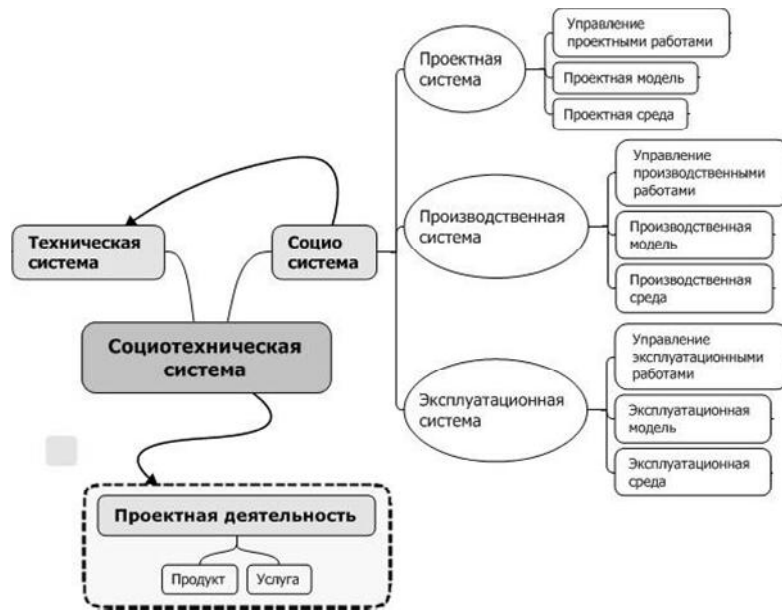 Управление
проектными работами
Проектная
система
Проектная модель
Проектная среда
Управление
производственными
работами
Производственная
система
Производственная
модель
Производственная
среда
Техническая
система
Социо
система
Социотехническая
система
Управление
эксплуатационными
работами
Эксплуатационная
система
Эксплуатационная
модель
Эксплуатационная
среда
Проектная деятельность
Продукт
Услуга